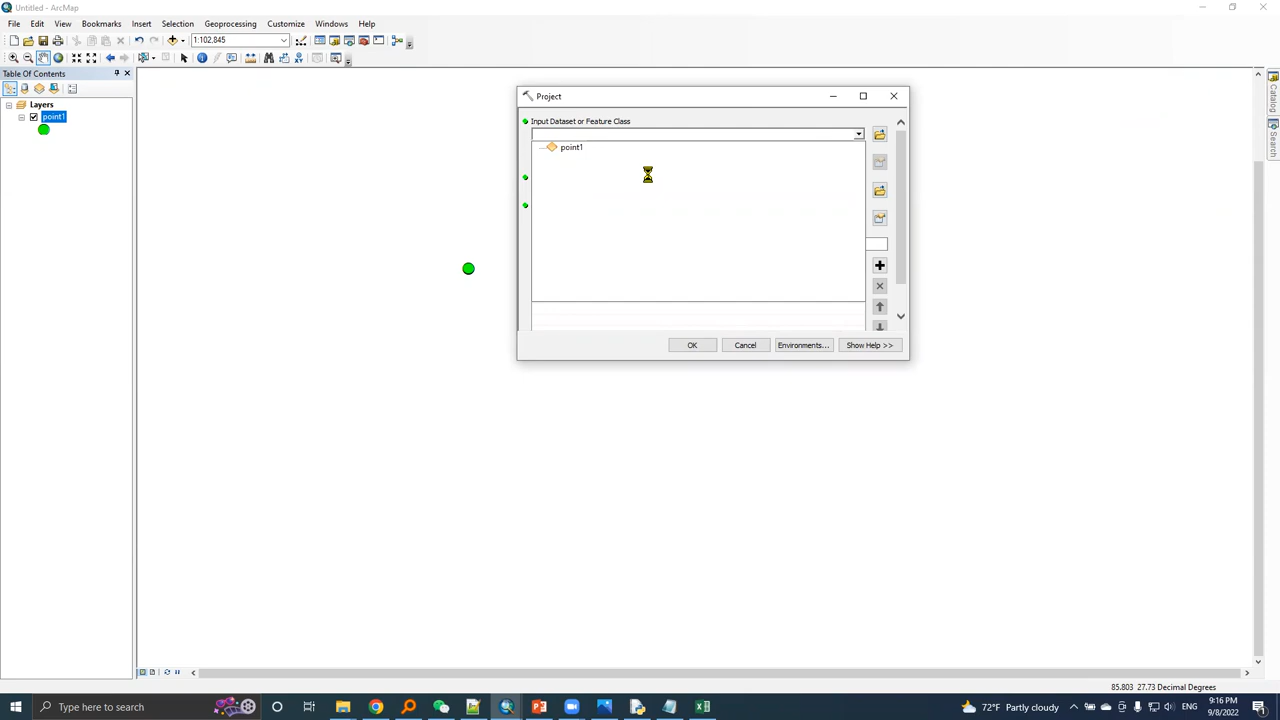 Untitled - ArcMap
File Edit View Bookmarks Insert Selection Geoprocessing Customize Windows Help
1:102,845
Table Of Contents
Layers
point1
Project
Input Dataset or Feature Class
point1
OK Cancel Environments... Show Help >>
Catalog
Search
85.803 27.73 Decimal Degrees
Type here to search
72°F Partly cloudy
ENG
9:16 PM
9/8/2022